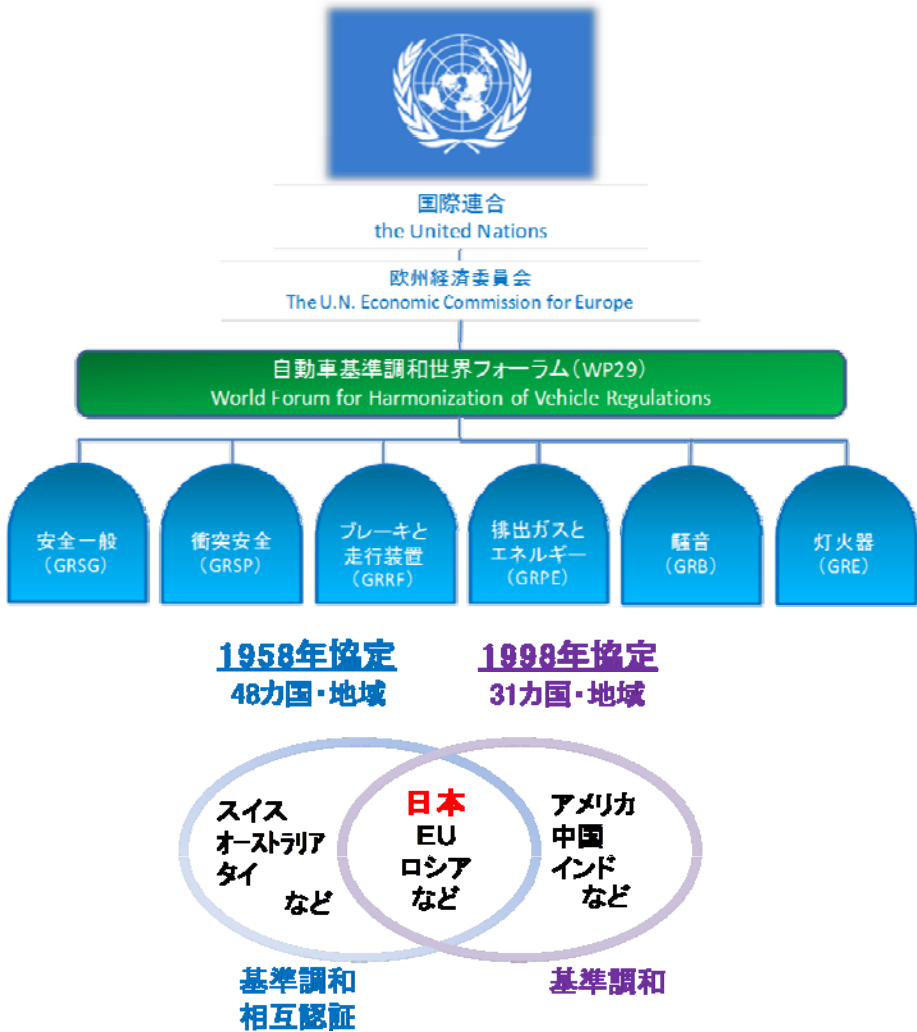 国際連合
the United Nations
欧州経済委員会
The U.N. Economic Commission for Europe
自動車基準調和世界フォーラム(WP29)
World Forum for Harmonization of Vehicle Regulations
安全一般
(GRSG)
衝突安全
(GRSP)
ブレーキと
走行装置
(GRRF)
排出ガスと
エネルギー
(GRPE)
騒音
(GRB)
灯火器
(GRE)
1958年協定
48カ国・地域
1998年協定
31カ国・地域
スイス
オーストラリア
タイ
など
日本
EU
ロシア
など
アメリカ
中国
インド
など
基準調和
相互認証
基準調和